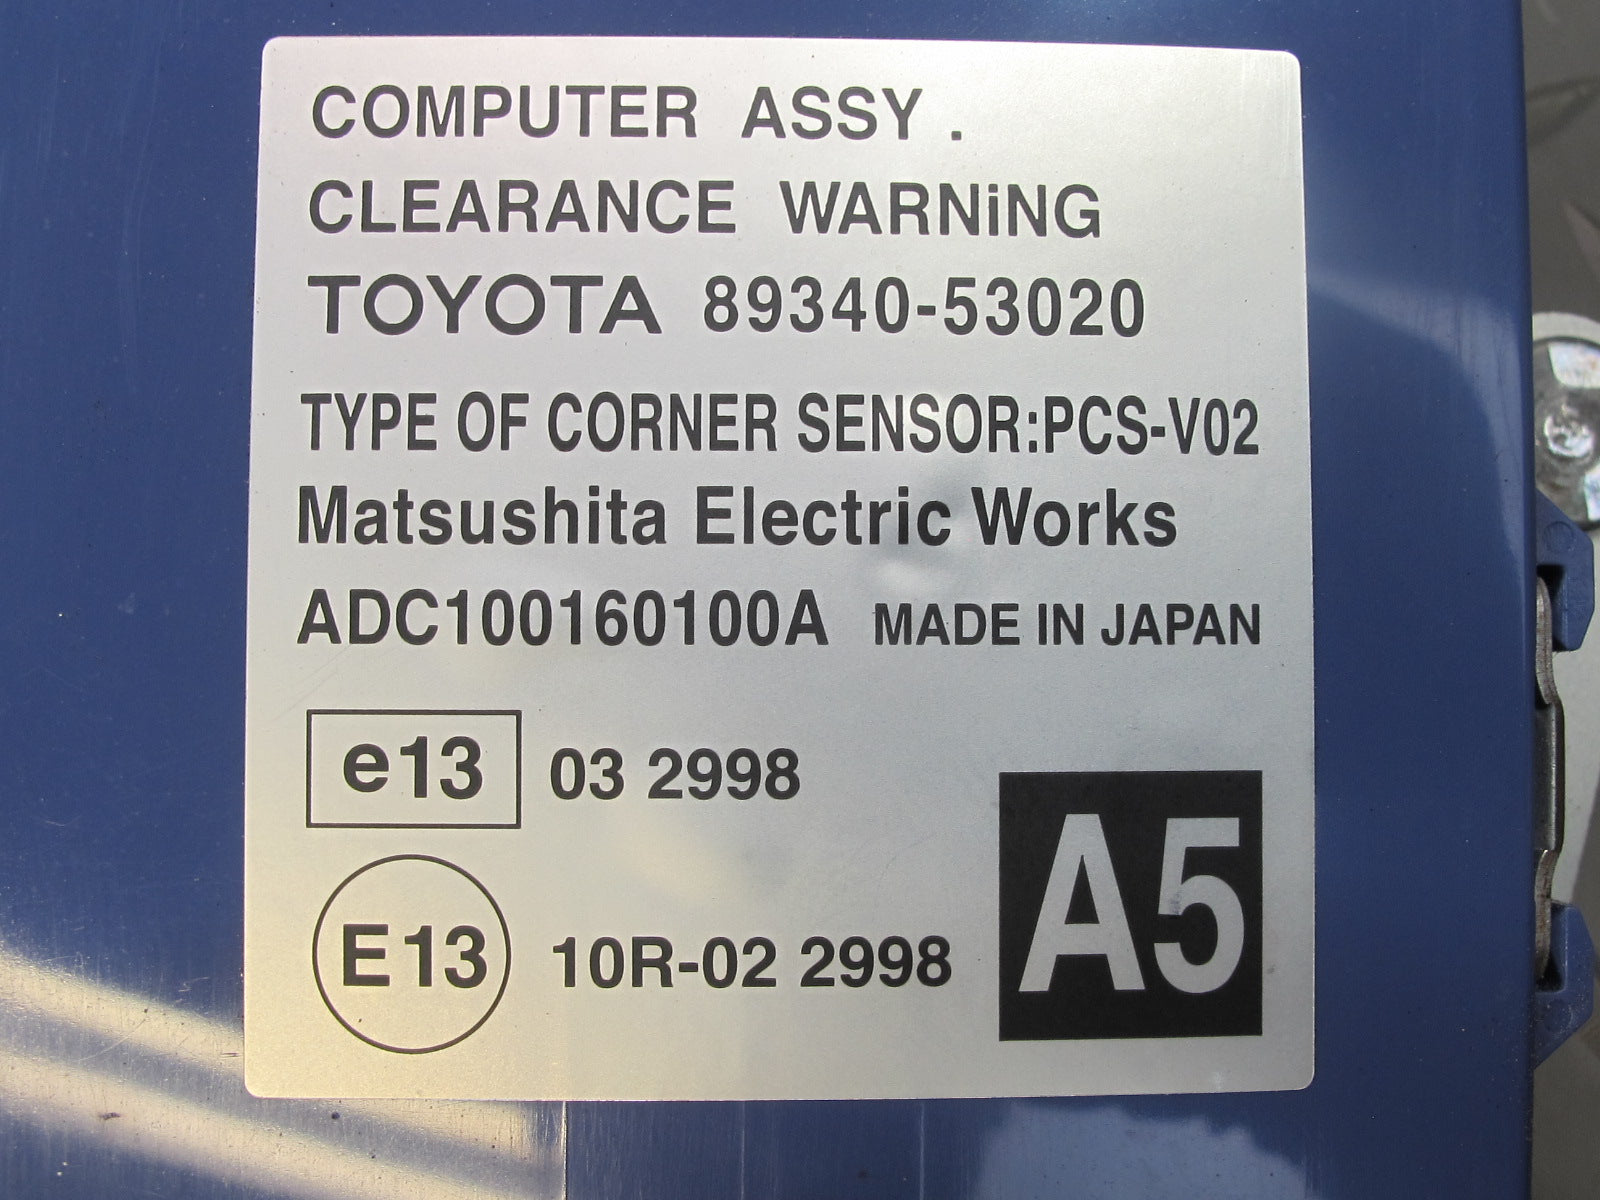 COMPUTER ASSY .
CLEARANCE WARNiNG
TOYOTA 89340-53020
TYPE OF CORNER SENSOR:PCS-V02
Matsushita Electric Works
ADC100160100A MADE IN JAPAN
e13 03 2998
E13 10R-02 2998
A5